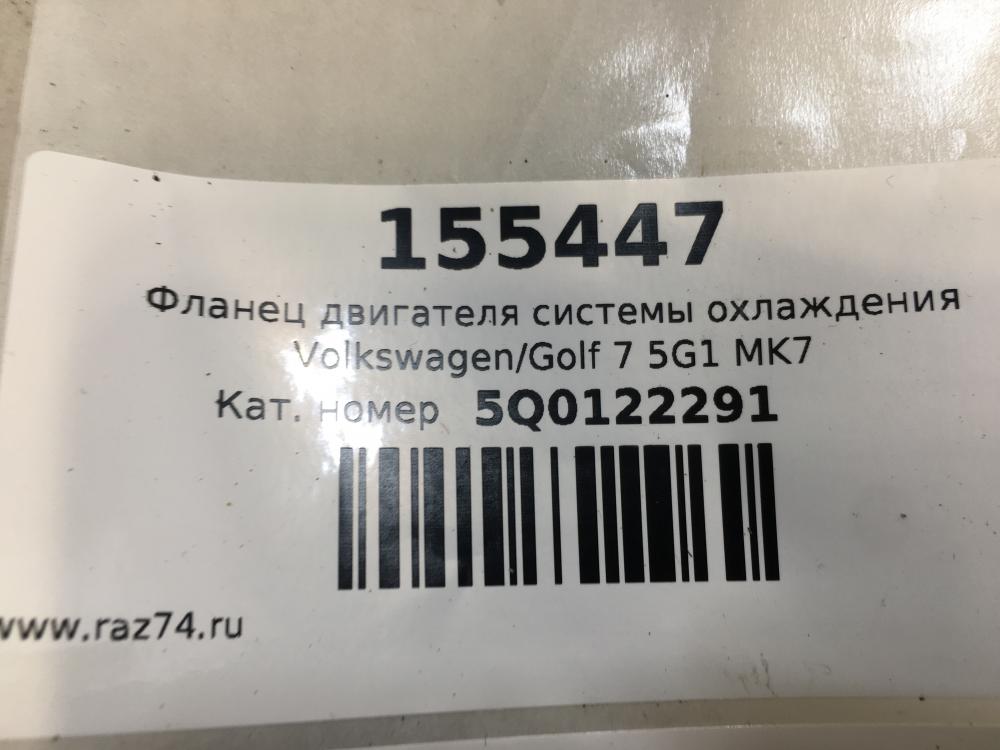 155447
Фланец двигателя системы охлаждения
Volkswagen/Golf 7 5G1 MK7
Кат. номер 5Q0122291
www.raz74.ru